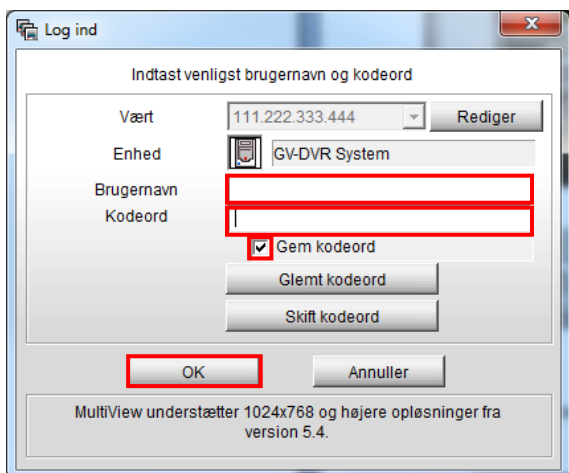 Log ind
Indtast venligst brugernavn og kodeord
Vært 111.222.333.444 Rediger
Enhed GV-DVR System
Brugernavn
Kodeord
Gem kodeord
Glemt kodeord
Skift kodeord
OK Annuller
MultiView understætter 1024x768 og højere opløsninger fra
version 5.4.